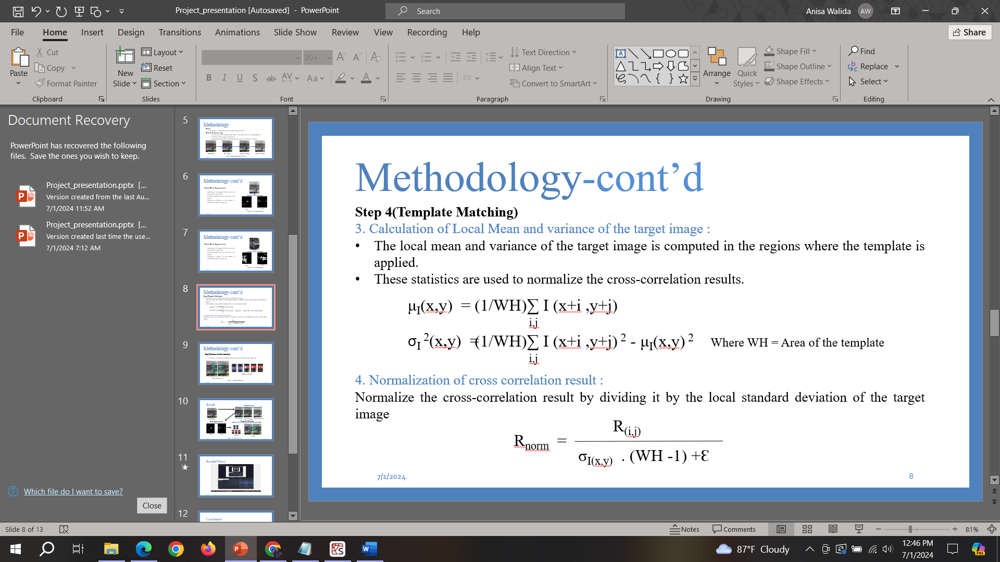 Project_presentation [Autosaved] - PowerPoint
Search
Anisa Walida AW
File Home Insert Design Transitions Animations Slide Show Review View Recording Help
Share
Paste
Cut
Copy
Format Painter
Clipboard
New
Slide
Layout
Reset
Section
Slides
20+
B I U S ab AV Aa A
Font
Text Direction
Align Text
Convert to SmartArt
Paragraph
Arrange
Quick
Styles
Shape Fill
Shape Outline
Shape Effects
Drawing
Find
Replace
Select
Editing
Document Recovery
PowerPoint has recovered the following
files. Save the ones you wish to keep.
Project_presentation.pptx [...
Version created from the last Au...
7/1/2024 11:52 AM
Project_presentation.pptx [...
Version created last time the use...
7/1/2024 7:12 AM
Which file do I want to save?
Close
5
Methodology
6
Methodology-cont’d
7
Methodology-cont’d
8
Methodology-cont’d
9
Methodology-cont’d
10
Result
11
Result(Video)
12
Conclusion
Methodology-cont’d
Step 4(Template Matching)
3. Calculation of Local Mean and variance of the target image :
• The local mean and variance of the target image is computed in the regions where the template is
applied.
• These statistics are used to normalize the cross-correlation results.
μI(x,y) = (1/WH)∑ I (x+i ,y+j)
i,j
σI 2(x,y) =(1/WH)∑ I (x+i ,y+j) 2 - μI(x,y) 2 Where WH = Area of the template
i,j
4. Normalization of cross correlation result :
Normalize the cross-correlation result by dividing it by the local standard deviation of the target
image
R(i,j)
Rnorm =
σI(x,y) . (WH -1) +Ɛ
7/1/2024
8
Slide 8 of 13
Notes
Comments
81%
87°F Cloudy
12:46 PM
7/1/2024